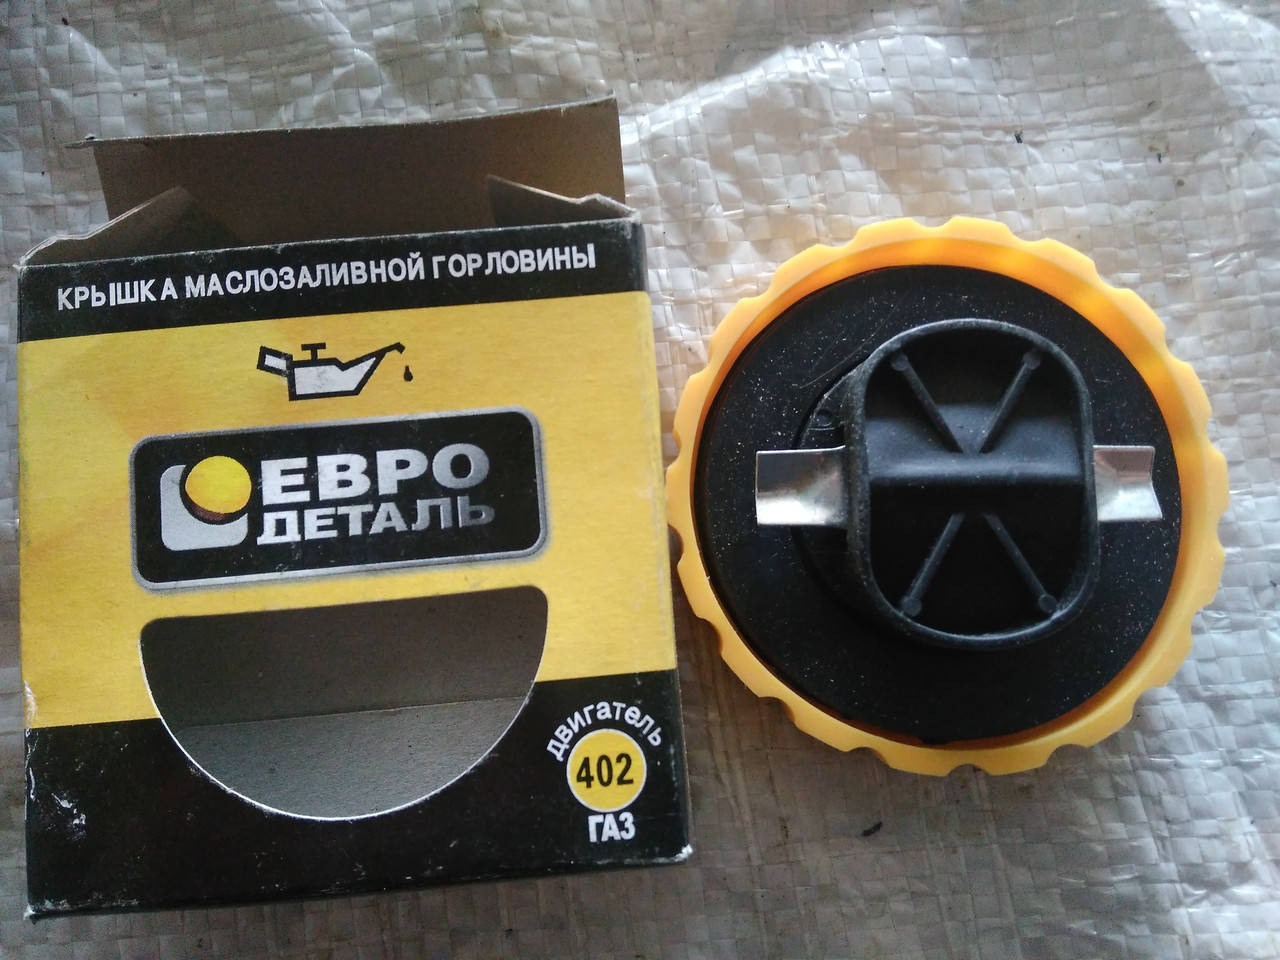 КРЫШКА МАСЛОЗАЛИВНОЙ ГОРЛОВИНЫ
ЕВРО
ДЕТАЛЬ
двигатель
402
ГАЗ